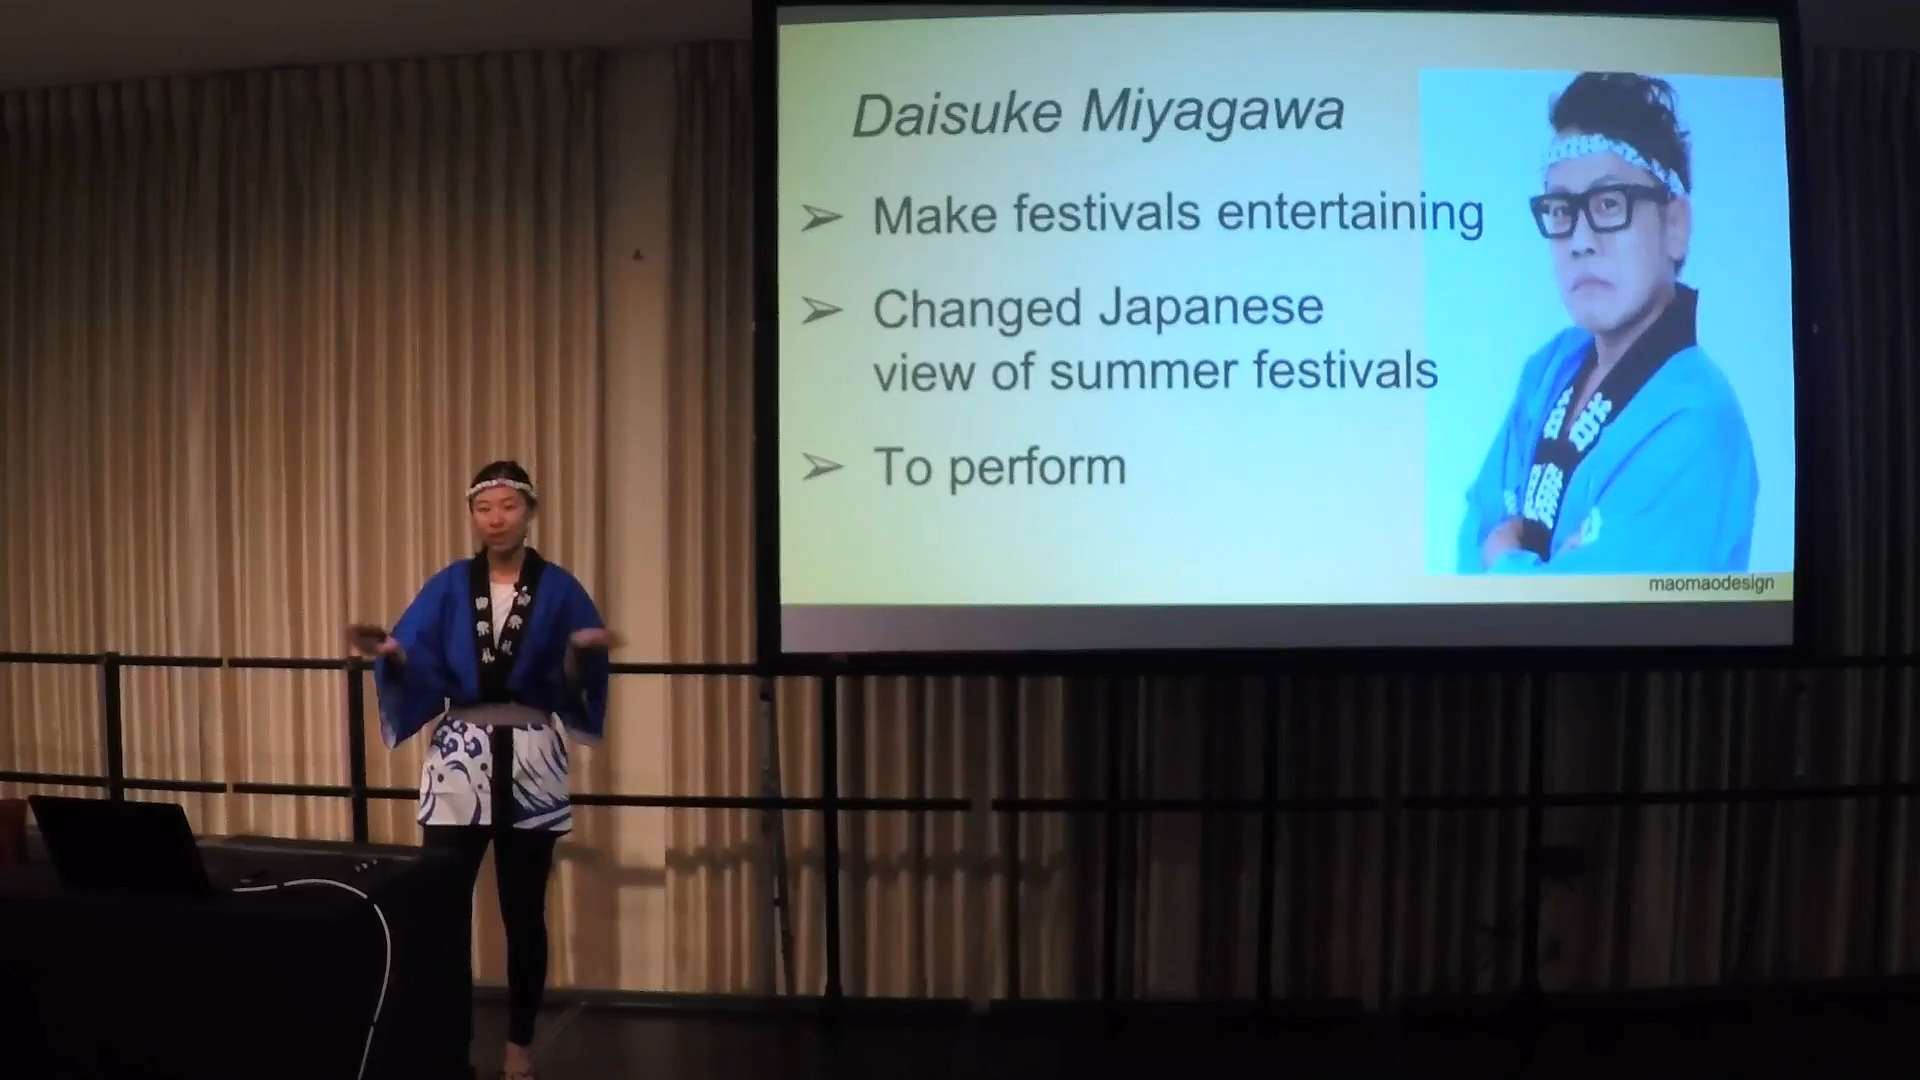 Daisuke Miyagawa
➢ Make festivals entertaining
➢ Changed Japanese
view of summer festivals
➢ To perform
maomaodesign